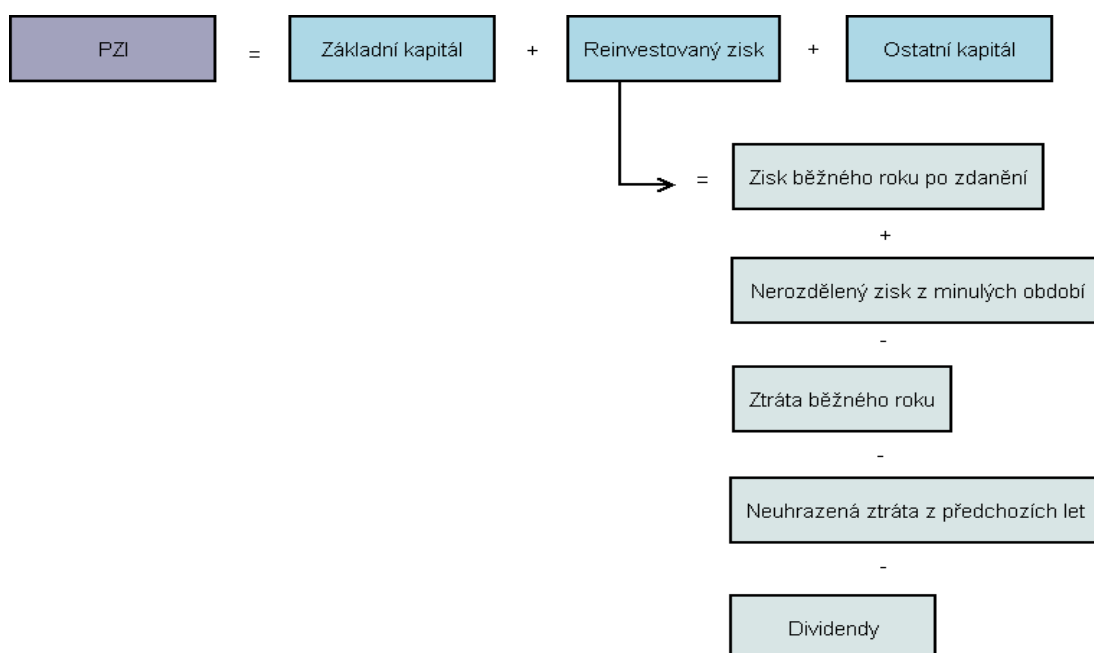 PZI = Základní kapitál + Reinvestovaný zisk + Ostatní kapitál
= Zisk běžného roku po zdanění
+
Nerozdělený zisk z minulých období
-
Ztráta běžného roku
-
Neuhrazená ztráta z předchozích let
-
Dividendy